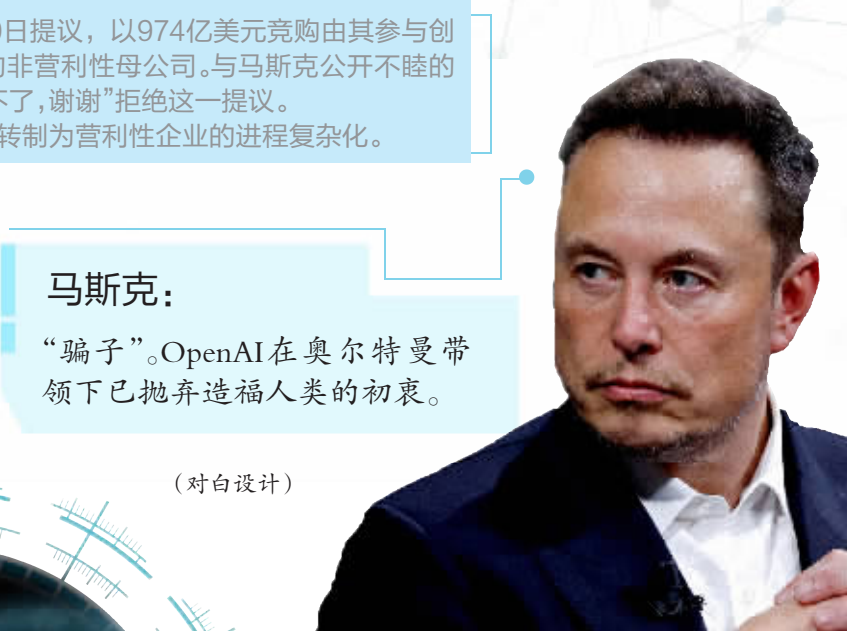 日提议，以974亿美元竞购由其参与创
非营利性母公司。与马斯克公开不睦的
不了，谢谢”拒绝这一提议。
转制为营利性企业的进程复杂化。
马斯克：
“骗子”。OpenAI在奥尔特曼带
领下已抛弃造福人类的初衷。
（对白设计）